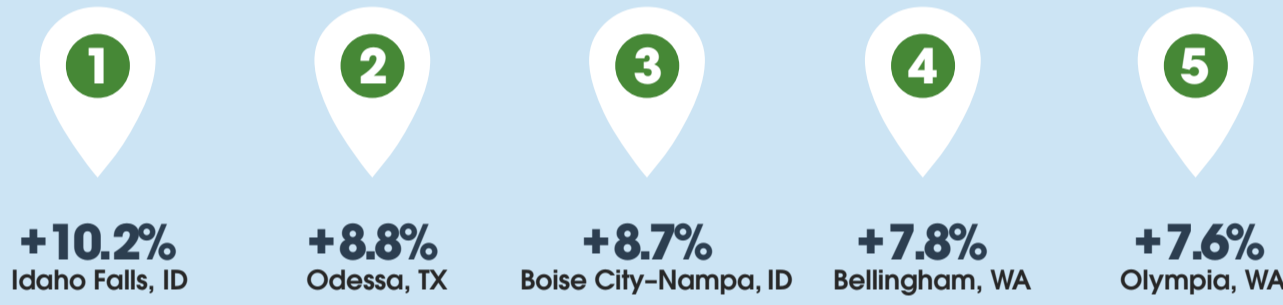 1 2 3 4 5
+10.2% +8.8% +8.7% +7.8% +7.6%
Idaho Falls, ID Odessa, TX Boise City–Nampa, ID Bellingham, WA Olympia, WA